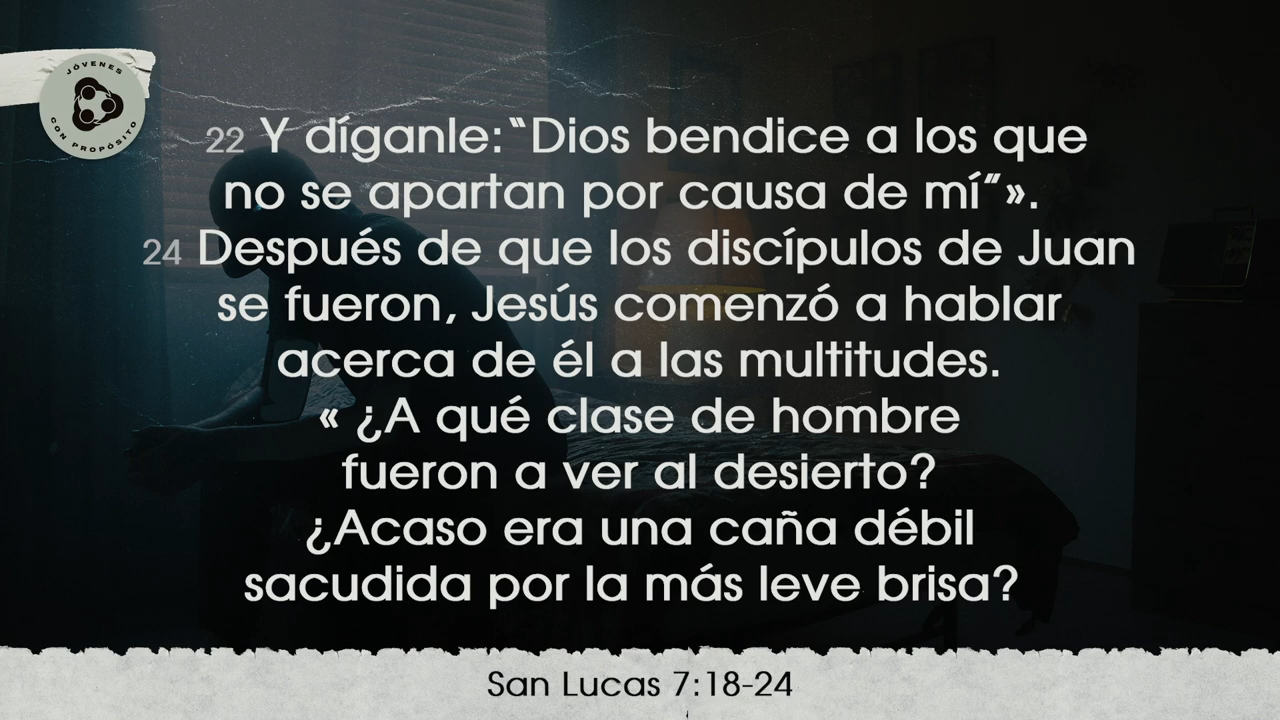 JÓVENES
CON PROPÓSITO
22 Y díganle: “Dios bendice a los que
no se apartan por causa de mí”».
24 Después de que los discípulos de Juan
se fueron, Jesús comenzó a hablar
acerca de él a las multitudes.
« ¿A qué clase de hombre
fueron a ver al desierto?
¿Acaso era una caña débil
sacudida por la más leve brisa?
San Lucas 7:18-24